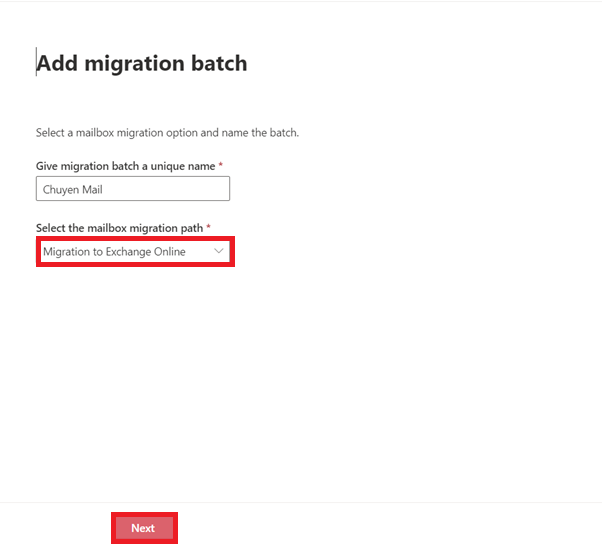 Add migration batch
Select a mailbox migration option and name the batch.
Give migration batch a unique name *
Chuyen Mail
Select the mailbox migration path *
Migration to Exchange Online
Next